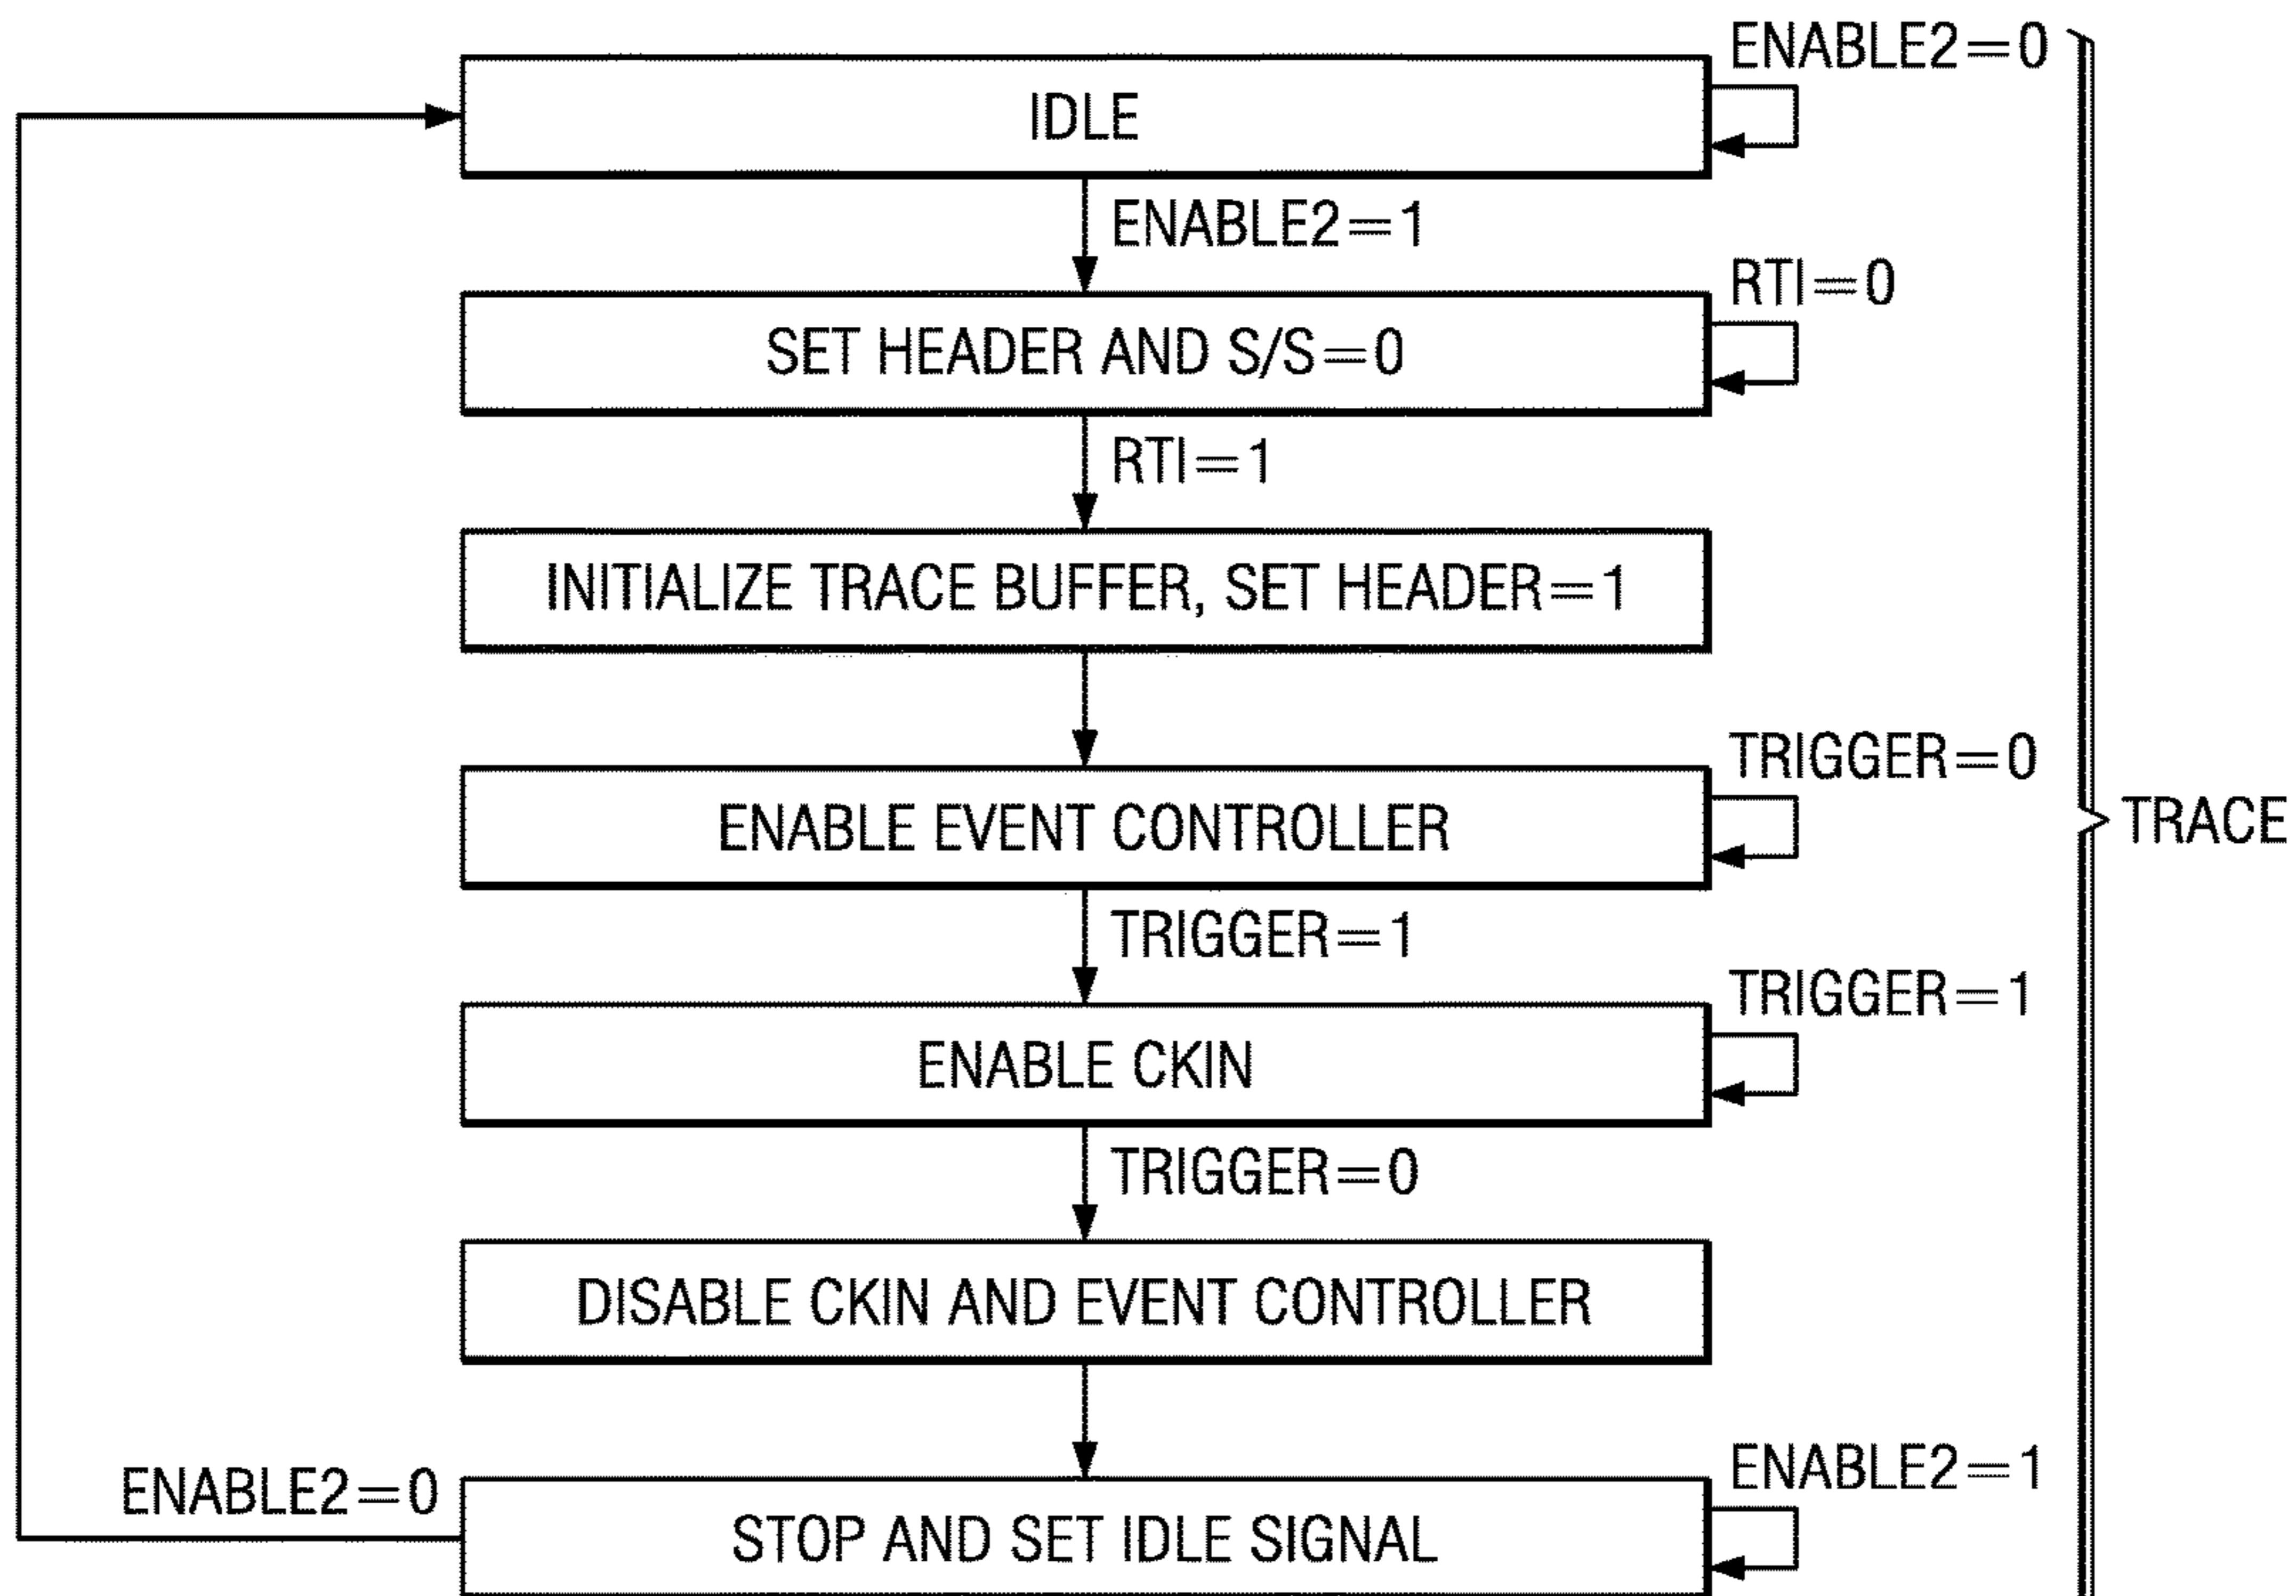 ENABLE2=0
IDLE
ENABLE2=1
RTI=0
SET HEADER AND S/S=0
RTI=1
INITIALIZE TRACE BUFFER, SET HEADER=1
TRIGGER=0
ENABLE EVENT CONTROLLER
TRACE
TRIGGER=1
TRIGGER=1
ENABLE CKIN
TRIGGER=0
DISABLE CKIN AND EVENT CONTROLLER
ENABLE2=1
ENABLE2=0
STOP AND SET IDLE SIGNAL